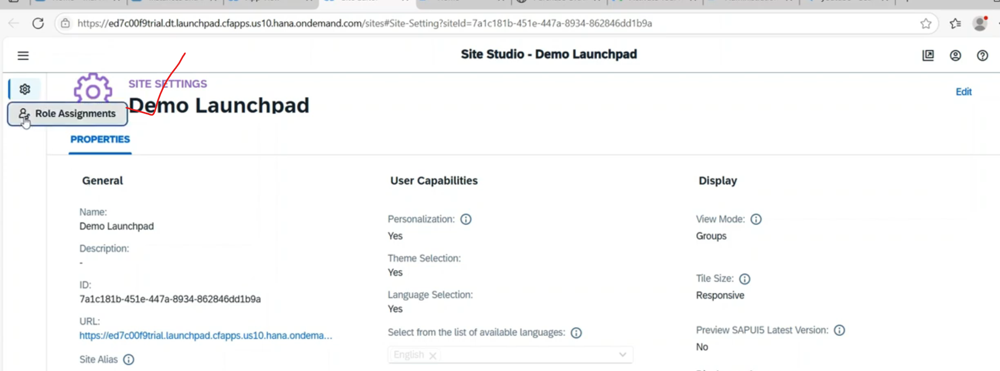 https://ed7c00f9trial.dt.launchpad.cfapps.us10.hana.ondemand.com/sites#Site-Setting?siteId=7a1c181b-451e-447a-8934-862846dd1b9a
Site Studio - Demo Launchpad
SITE SETTINGS
Edit
Demo Launchpad
Role Assignments
PROPERTIES
General
Name:
Demo Launchpad
Description:
-
ID:
7a1c181b-451e-447a-8934-862846dd1b9a
URL:
https://ed7c00f9trial.launchpad.cfapps.us10.hana.ondema...
Site Alias
User Capabilities
Personalization:
Yes
Theme Selection:
Yes
Language Selection:
Yes
Select from the list of available languages:
English
Display
View Mode:
Groups
Tile Size:
Responsive
Preview SAPUI5 Latest Version:
No